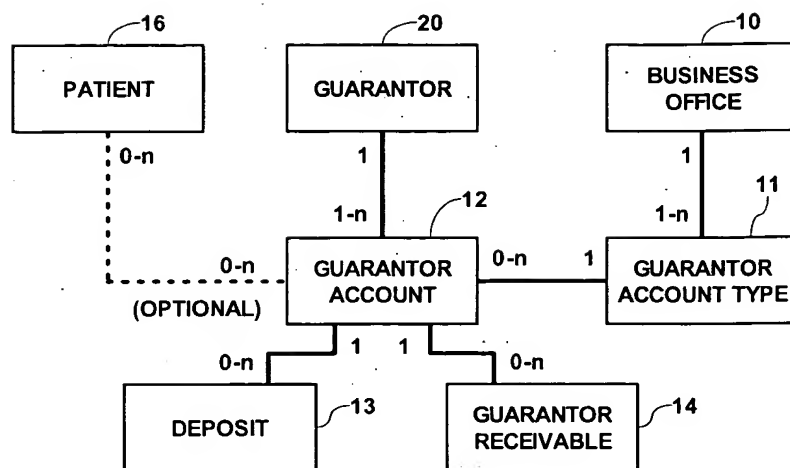 16
20
10
PATIENT
GUARANTOR
BUSINESS
OFFICE
0-n
1
1
1-n
12
1-n
11
0-n
(OPTIONAL)
GUARANTOR
ACCOUNT
0-n
1
GUARANTOR
ACCOUNT TYPE
0-n
1
1
0-n
DEPOSIT
13
GUARANTOR
RECEIVABLE
14